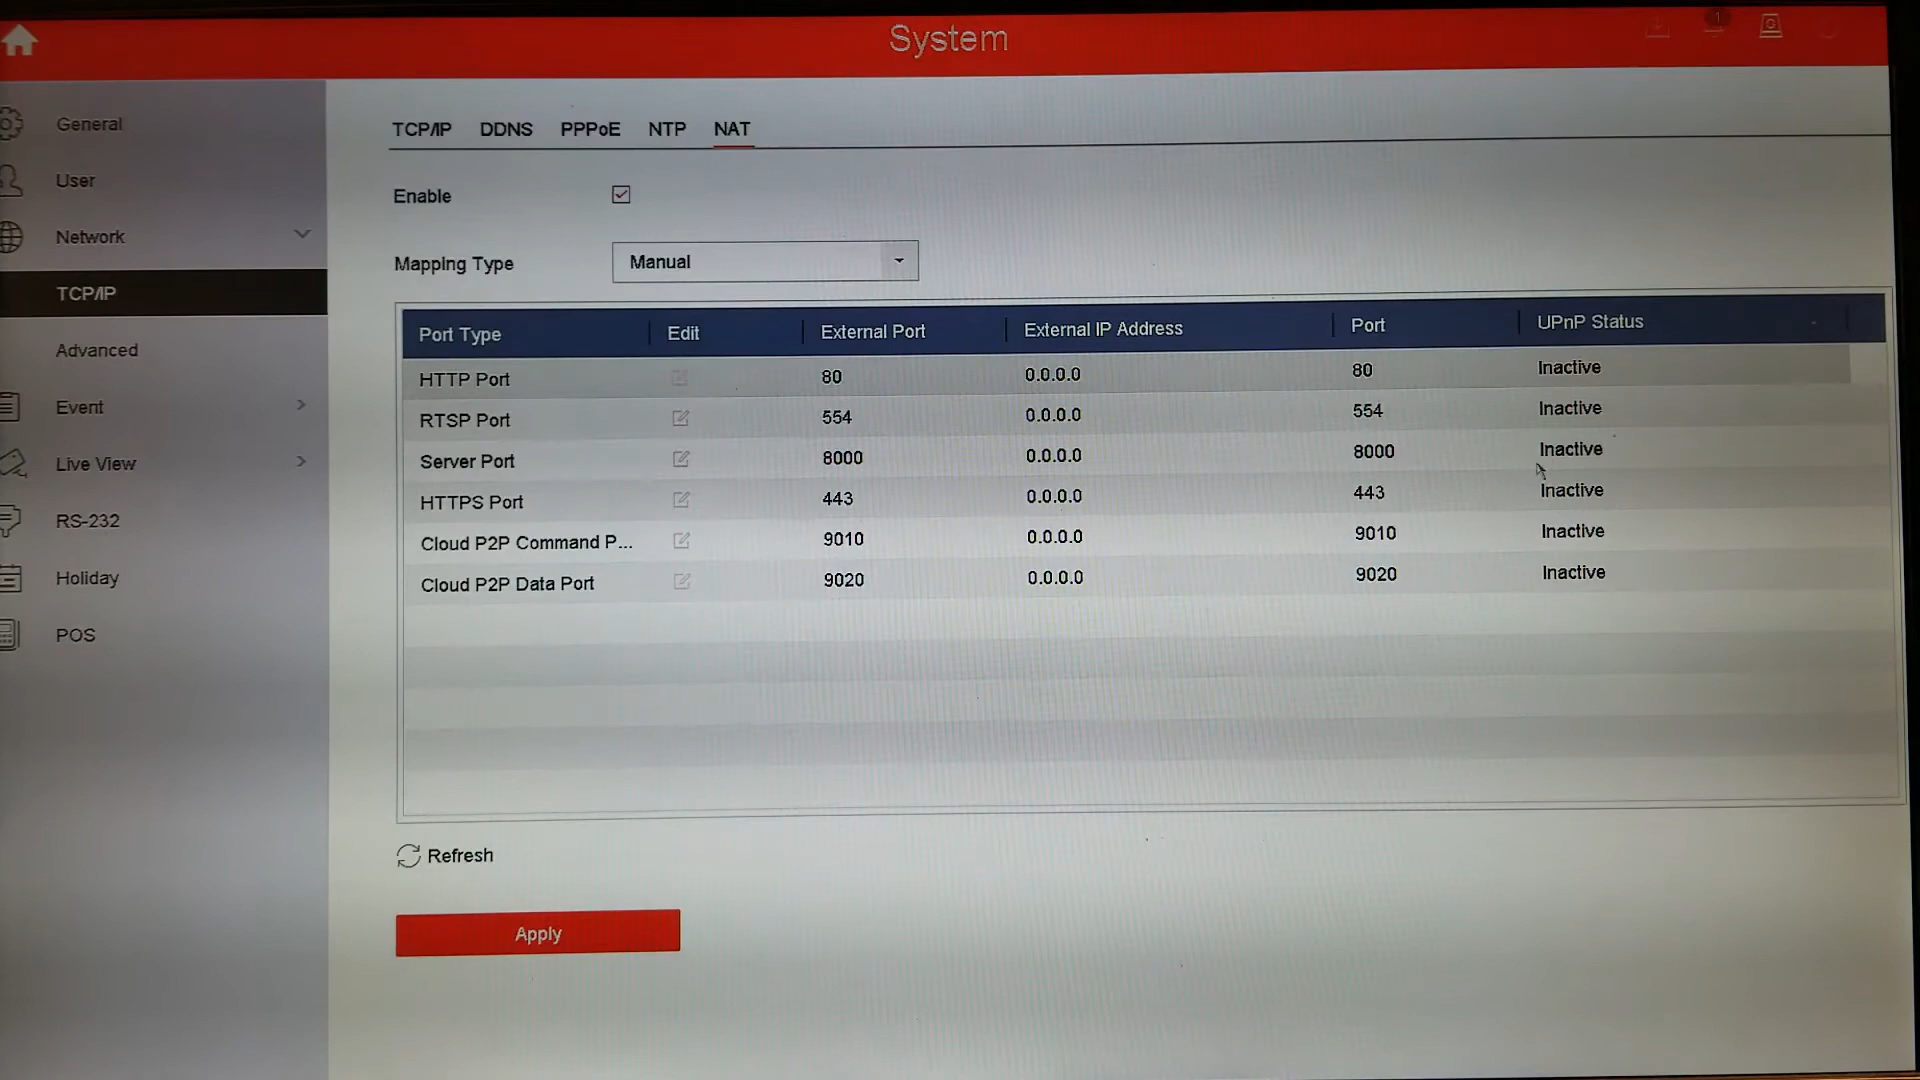 System
1
General
User
Network
TCP/IP
Advanced
Event
Live View
RS-232
Holiday
POS
TCP/IP DDNS PPPoE NTP NAT
Enable
Mapping Type Manual
Port Type Edit External Port External IP Address Port UPnP Status
HTTP Port 80 0.0.0.0 80 Inactive
RTSP Port 554 0.0.0.0 554 Inactive
Server Port 8000 0.0.0.0 8000 Inactive
HTTPS Port 443 0.0.0.0 443 Inactive
Cloud P2P Command P... 9010 0.0.0.0 9010 Inactive
Cloud P2P Data Port 9020 0.0.0.0 9020 Inactive
Refresh
Apply